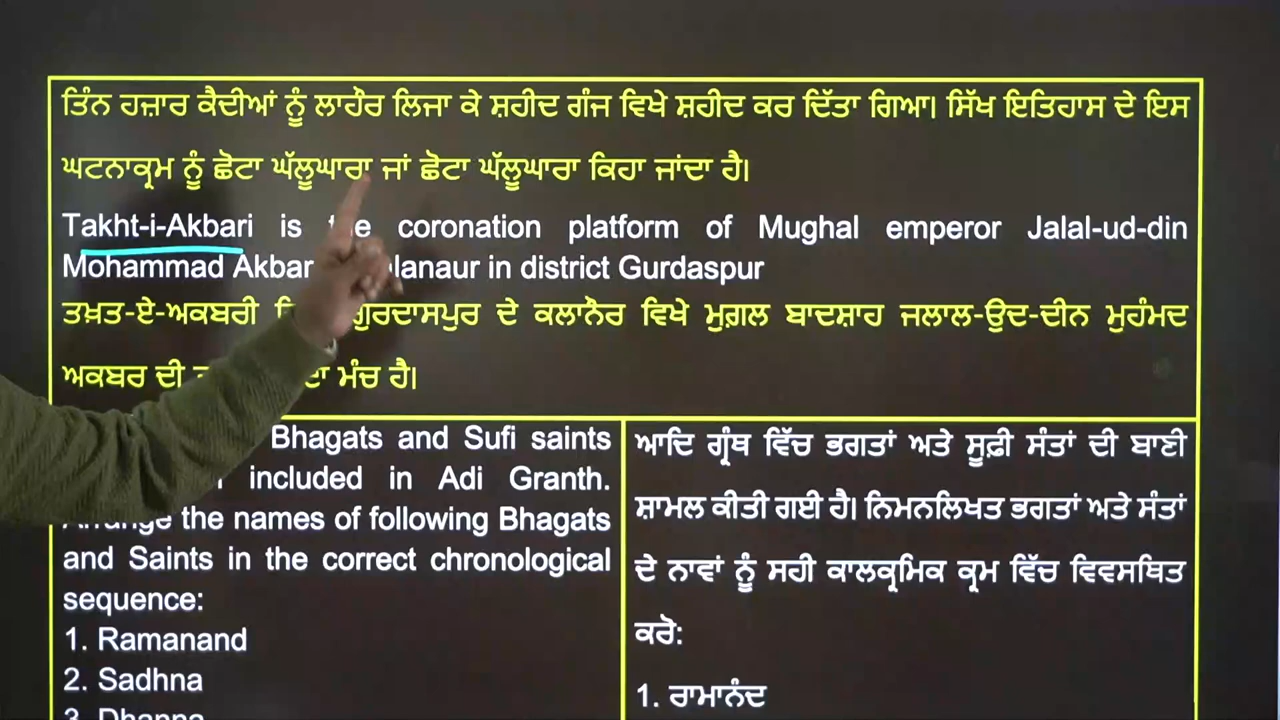 ਤਿੰਨ ਹਜ਼ਾਰ ਕੈਦੀਆਂ ਨੂੰ ਲਾਹੌਰ ਲਿਜਾ ਕੇ ਸ਼ਹੀਦ ਗੰਜ ਵਿਖੇ ਸ਼ਹੀਦ ਕਰ ਦਿੱਤਾ ਗਿਆ। ਸਿੱਖ ਇਤਿਹਾਸ ਦੇ ਇਸ
ਘਟਨਾਕ੍ਰਮ ਨੂੰ ਛੋਟਾ ਘੱਲੂਘਾਰਾ ਜਾਂ ਛੋਟਾ ਘੱਲੂਘਾਰਾ ਕਿਹਾ ਜਾਂਦਾ ਹੈ।
Takht-i-Akbari is coronation platform of Mughal emperor Jalal-ud-din
Mohammad Akbar in district Gurdaspur
ਤਖ਼ਤ-ਏ-ਅਕਬਰੀ ਗੁਰਦਾਸਪੁਰ ਦੇ ਕਲਾਨੌਰ ਵਿਖੇ ਮੁਗ਼ਲ ਬਾਦਸ਼ਾਹ ਜਲਾਲ-ਉਦ-ਦੀਨ ਮੁਹੰਮਦ
ਅਕਬਰ ਦੀ ਮੰਚ ਹੈ।
Bhagats and Sufi saints
included in Adi Granth.
Arrange the names of following Bhagats
and Saints in the correct chronological
sequence:
1. Ramanand
2. Sadhna
3. Dhanna
ਆਦਿ ਗ੍ਰੰਥ ਵਿੱਚ ਭਗਤਾਂ ਅਤੇ ਸੂਫ਼ੀ ਸੰਤਾਂ ਦੀ ਬਾਣੀ
ਸ਼ਾਮਲ ਕੀਤੀ ਗਈ ਹੈ। ਨਿਮਨਲਿਖਤ ਭਗਤਾਂ ਅਤੇ ਸੰਤਾਂ
ਦੇ ਨਾਵਾਂ ਨੂੰ ਸਹੀ ਕਾਲਕ੍ਰਮਿਕ ਕ੍ਰਮ ਵਿੱਚ ਵਿਵਸਥਿਤ
ਕਰੋ:
1. ਰਾਮਾਨੰਦ